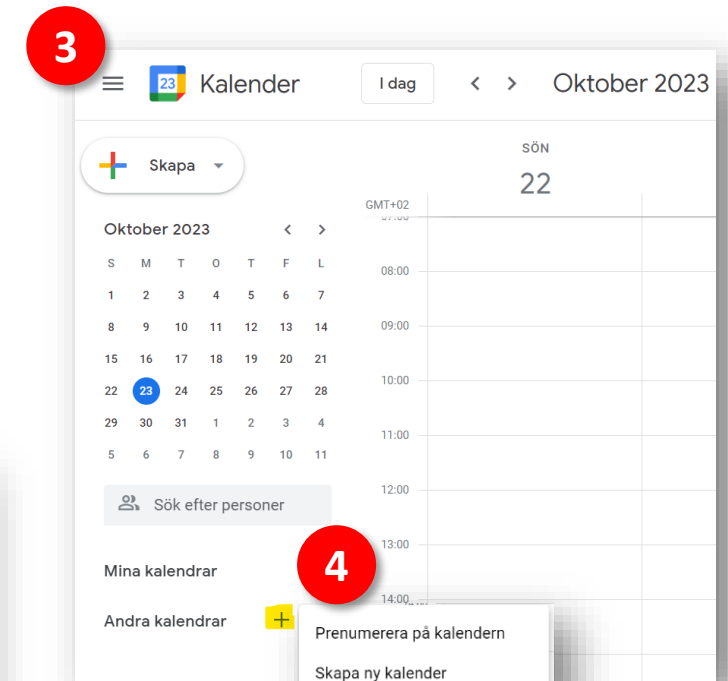 3
23 Kalender I dag < > Oktober 2023
Skapa
SÖN
22
GMT+02
07:00
Oktober 2023 < >
S M T O T F L
1 2 3 4 5 6 7
8 9 10 11 12 13 14
15 16 17 18 19 20 21
22 23 24 25 26 27 28
29 30 31 1 2 3 4
5 6 7 8 9 10 11
08:00
09:00
10:00
11:00
12:00
13:00
14:00
Sök efter personer
Mina kalendrar
4
Andra kalendrar +
Prenumerera på kalendern
Skapa ny kalender